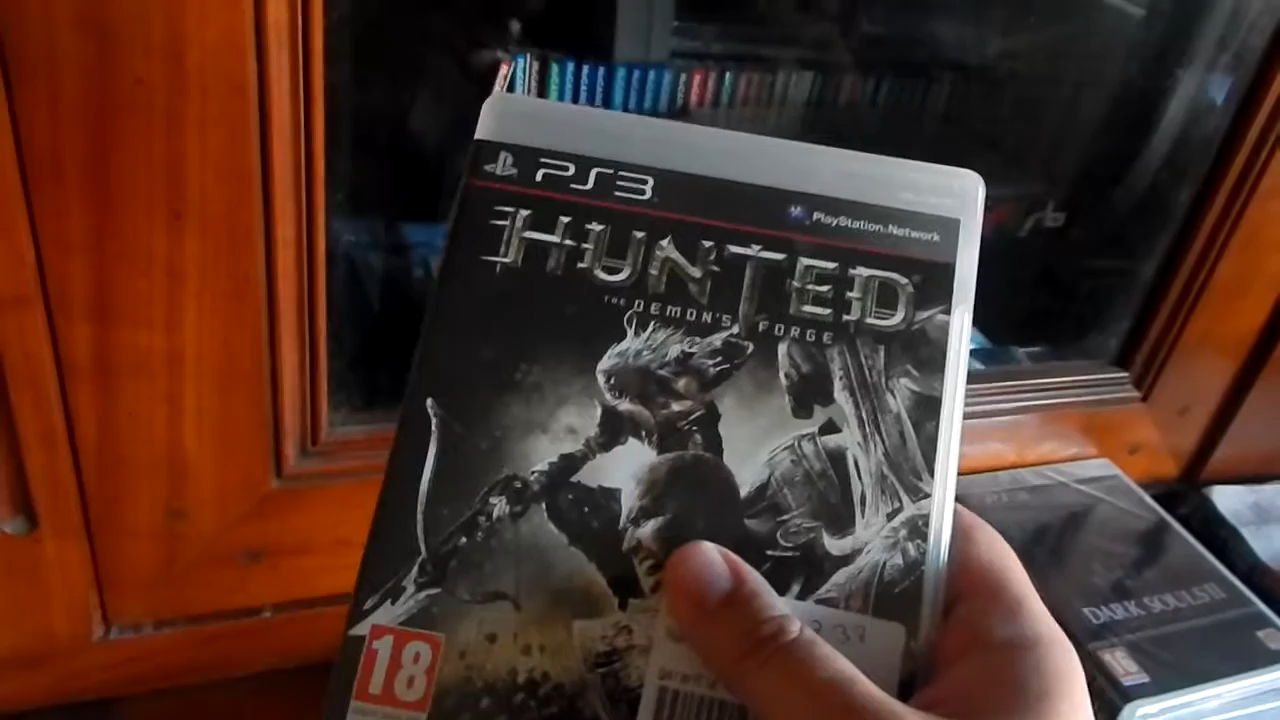 PS3
PlayStation®Network
HUNTED
THE DEMON'S FORGE
18
DARK SOULS II